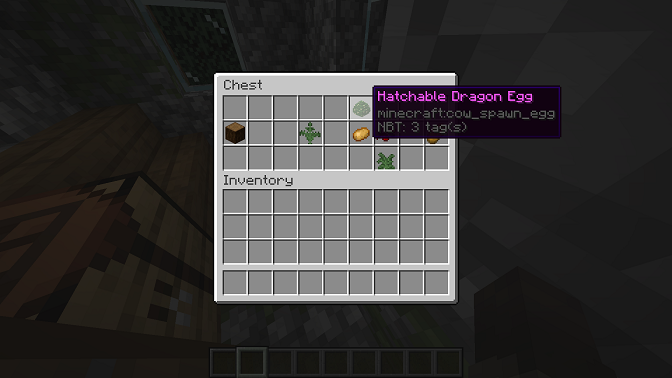 Chest
Hatchable Dragon Egg
minecraft:cow_spawn_egg
NBT: 3 tag(s)
Inventory